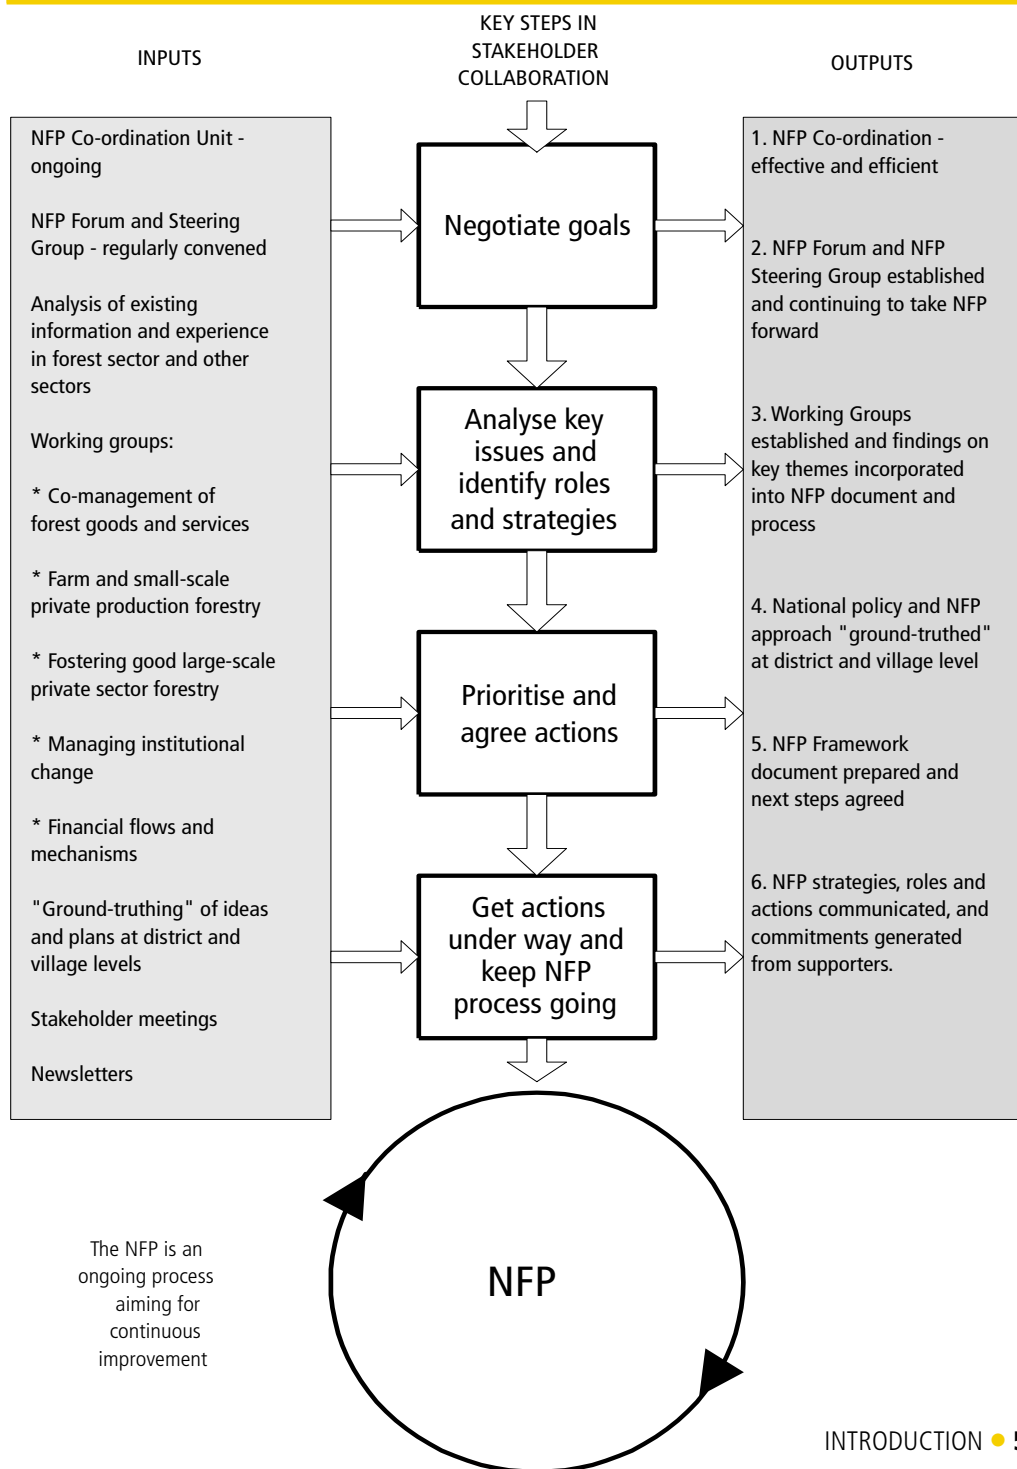 INPUTS
KEY STEPS IN
STAKEHOLDER
COLLABORATION
OUTPUTS
NFP Co-ordination Unit -
ongoing
NFP Forum and Steering
Group - regularly convened
Analysis of existing
information and experience
in forest sector and other
sectors
Working groups:
* Co-management of
forest goods and services
* Farm and small-scale
private production forestry
* Fostering good large-scale
private sector forestry
* Managing institutional
change
* Financial flows and
mechanisms
"Ground-truthing" of ideas
and plans at district and
village levels
Stakeholder meetings
Newsletters
Negotiate goals
Analyse key
issues and
identify roles
and strategies
Prioritise and
agree actions
Get actions
under way and
keep NFP
process going
1. NFP Co-ordination -
effective and efficient
2. NFP Forum and NFP
Steering Group established
and continuing to take NFP
forward
3. Working Groups
established and findings on
key themes incorporated
into NFP document and
process
4. National policy and NFP
approach "ground-truthed"
at district and village level
5. NFP Framework
document prepared and
next steps agreed
6. NFP strategies, roles and
actions communicated, and
commitments generated
from supporters.
The NFP is an
ongoing process
aiming for
continuous
improvement
NFP
INTRODUCTION • 5